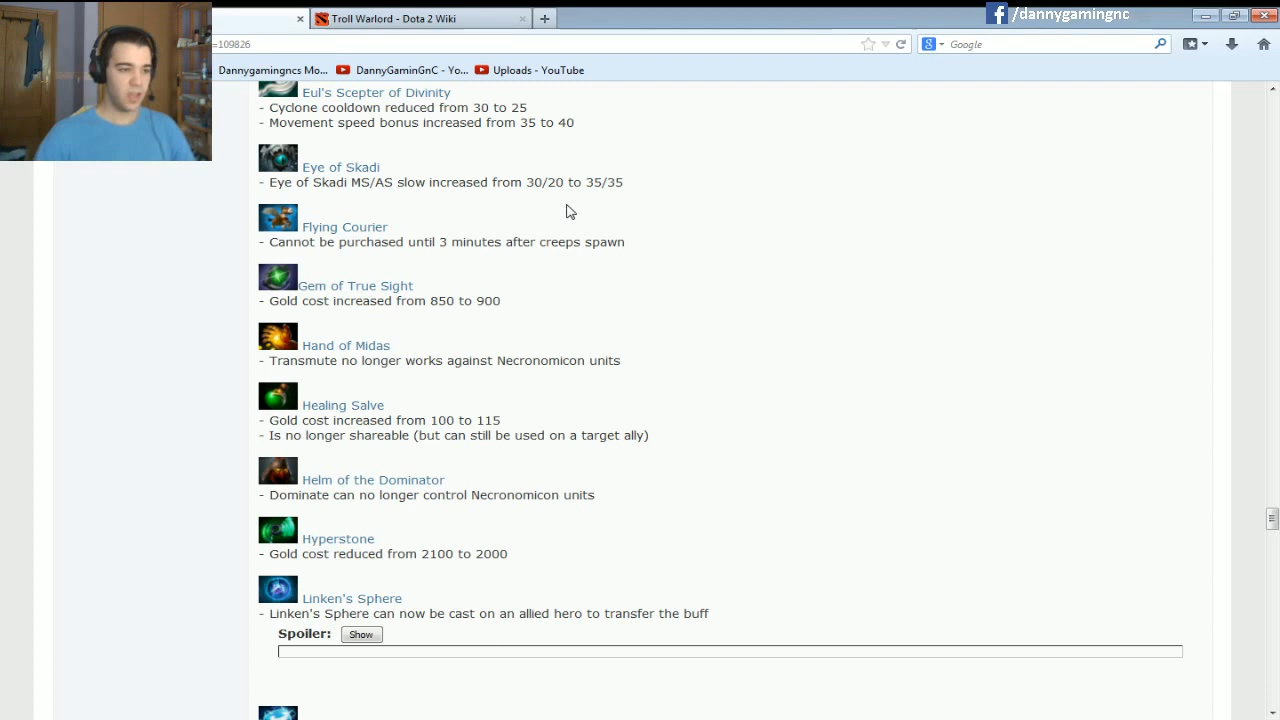 Troll Warlord - Dota 2 Wiki
/dannygamingnc
=109826
Google
Dannygamingncs Mo...
DannyGaminGnC - Yo...
Uploads - YouTube
Eul's Scepter of Divinity
- Cyclone cooldown reduced from 30 to 25
- Movement speed bonus increased from 35 to 40
Eye of Skadi
- Eye of Skadi MS/AS slow increased from 30/20 to 35/35
Flying Courier
- Cannot be purchased until 3 minutes after creeps spawn
Gem of True Sight
- Gold cost increased from 850 to 900
Hand of Midas
- Transmute no longer works against Necronomicon units
Healing Salve
- Gold cost increased from 100 to 115
- Is no longer shareable (but can still be used on a target ally)
Helm of the Dominator
- Dominate can no longer control Necronomicon units
Hyperstone
- Gold cost reduced from 2100 to 2000
Linken's Sphere
- Linken's Sphere can now be cast on an allied hero to transfer the buff
Spoiler: Show